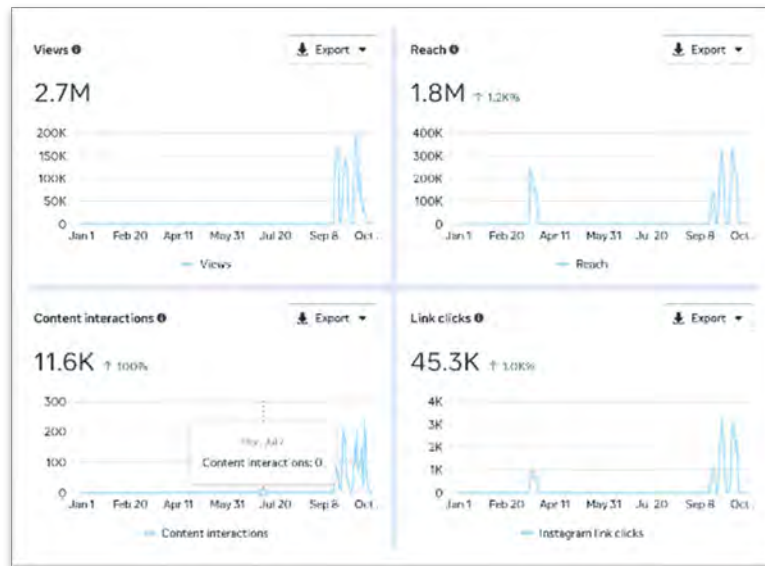 Views
Export
2.7M
200K
150K
100K
50K
0
Jan 1 Feb 20 Apr 11 May 31 Jul 20 Sep 8 Oct..
Views
Reach
Export
1.8M ↑ 1.2K%
400K
300K
200K
100K
0
Jan 1 Feb 20 Apr 11 May 31 Jul 20 Sep 8 Oct..
Reach
Content interactions
Export
11.6K ↑ 100%
300
200
100
0
Content interactions: 0
Jan 1 Feb 20 Apr 11 May 31 Jul 20 Sep 8 Oct..
Content interactions
Link clicks
Export
45.3K ↑ 1.0K%
4K
3K
2K
1K
0
Jan 1 Feb 20 Apr 11 May 31 Jul 20 Sep 8 Oct..
Instagram link clicks